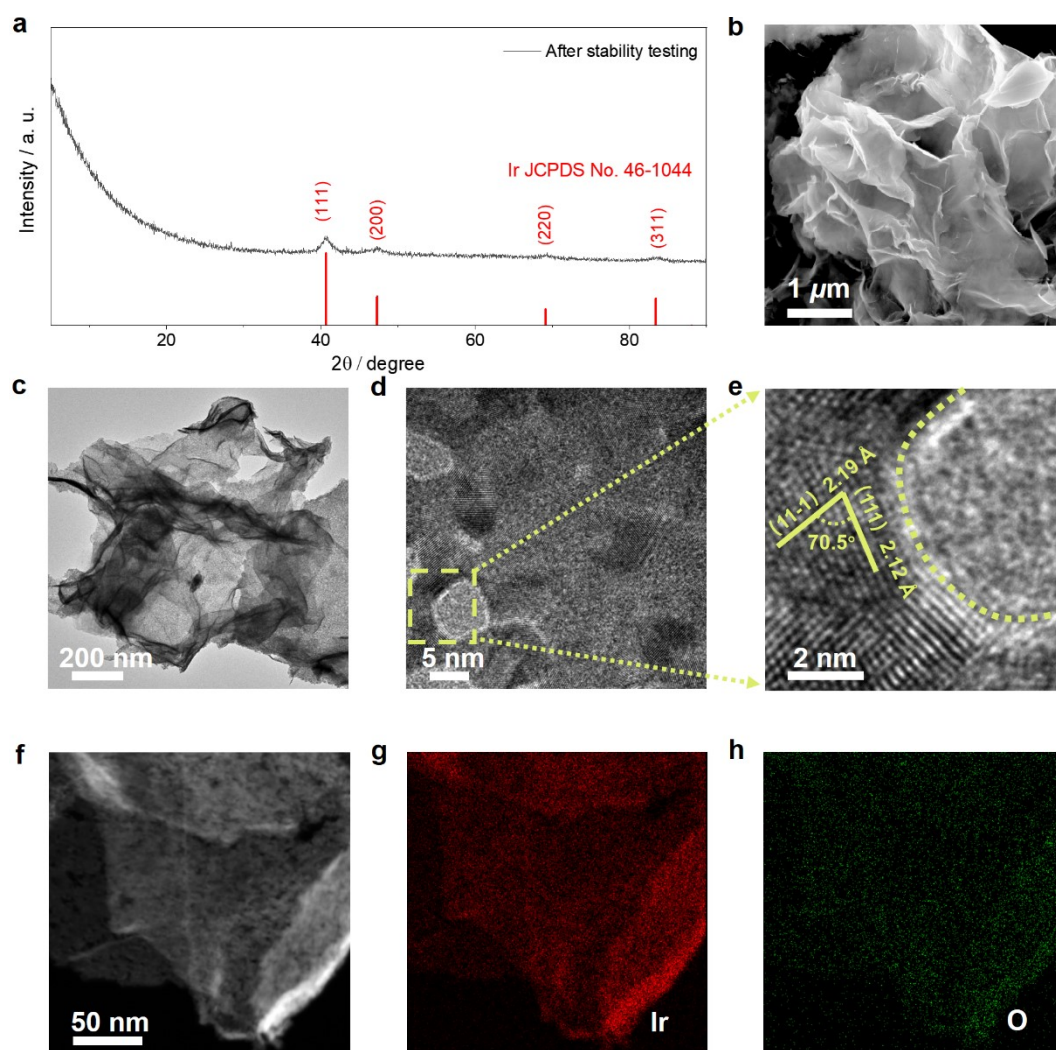 a
After stability testing
Intensity / a. u.
Ir JCPDS No. 46-1044
(111)
(200)
(220)
(311)
20
40
60
80
2θ / degree
b
1 µm
c
200 nm
d
5 nm
e
(11-1) 2.19 Å
(111) 2.12 Å
70.5°
2 nm
f
50 nm
g
Ir
h
O